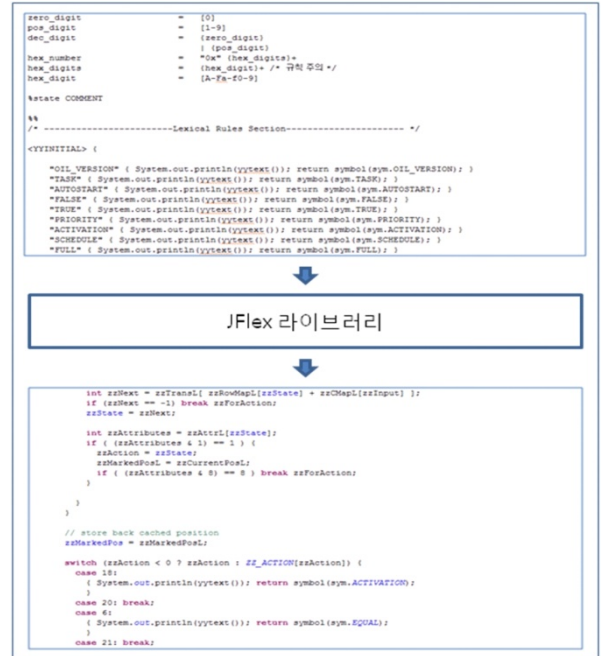 zero_digit = [0]
pos_digit = [1-9]
dec_digit = (zero_digit)
| (pos_digit)
hex_number = "0x" (hex_digits)+
hex_digits = (hex_digit)+ /* 규칙 주의 */
hex_digit = [A-Fa-f0-9]
%state COMMENT
%%
/* -----------------------Lexical Rules Section--------------------- */
<YYINITIAL> {
"OIL_VERSION" { System.out.println(yytext()); return symbol(sym.OIL_VERSION); }
"TASK" { System.out.println(yytext()); return symbol(sym.TASK); }
"AUTOSTART" { System.out.println(yytext()); return symbol(sym.AUTOSTART); }
"FALSE" { System.out.println(yytext()); return symbol(sym.FALSE); }
"TRUE" { System.out.println(yytext()); return symbol(sym.TRUE); }
"PRIORITY" { System.out.println(yytext()); return symbol(sym.PRIORITY); }
"ACTIVATION" { System.out.println(yytext()); return symbol(sym.ACTIVATION); }
"SCHEDULE" { System.out.println(yytext()); return symbol(sym.SCHEDULE); }
"FULL" { System.out.println(yytext()); return symbol(sym.FULL); }
JFlex 라이브러리
int zzNext = zzTransL[ zzRowMapL[zzState] + zzCMapL[zzInput] ];
if (zzNext == -1) break zzForAction;
zzState = zzNext;
int zzAttributes = zzAttrL[zzState];
if ( (zzAttributes & 1) == 1 ) {
zzAction = zzState;
zzMarkedPosL = zzCurrentPosL;
if ( (zzAttributes & 8) == 8 ) break zzForAction;
}
}
}
// store back cached position
zzMarkedPos = zzMarkedPosL;
switch (zzAction < 0 ? zzAction : ZZ_ACTION[zzAction]) {
case 18:
{ System.out.println(yytext()); return symbol(sym.ACTIVATION);
}
case 20: break;
case 6:
{ System.out.println(yytext()); return symbol(sym.EQUAL);
}
case 21: break;